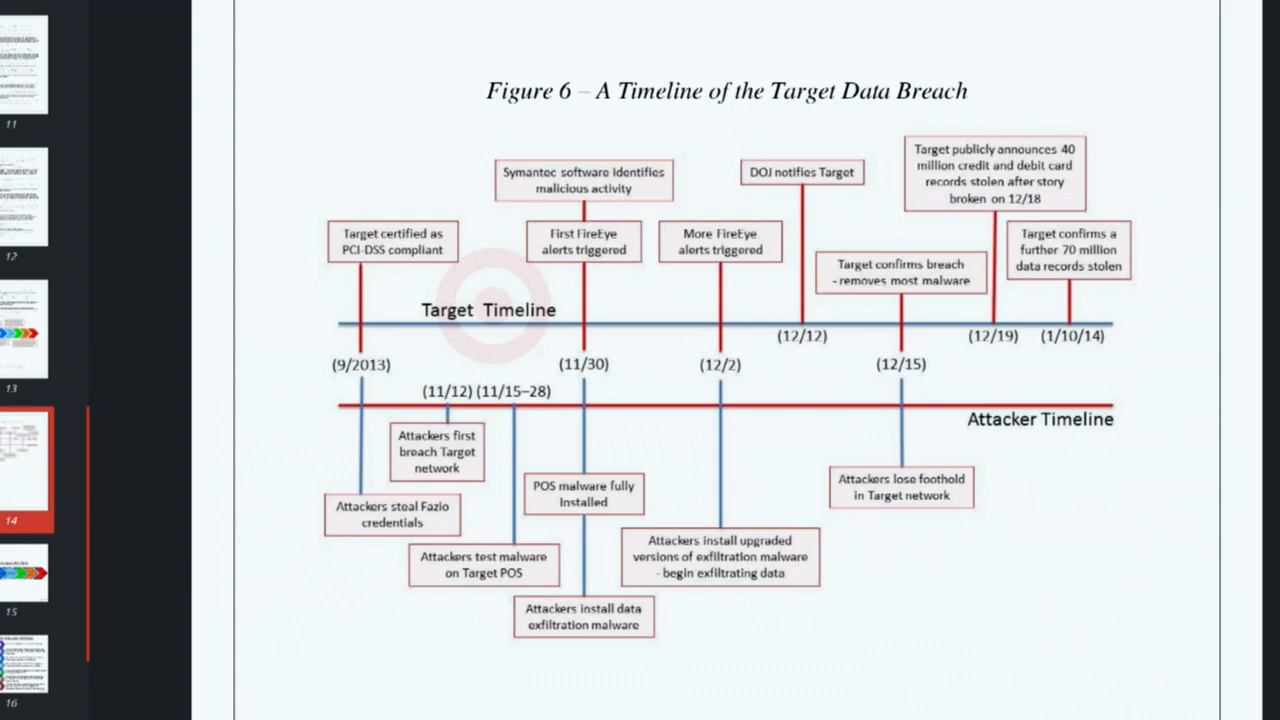 Figure 6 – A Timeline of the Target Data Breach
Target publicly announces 40
million credit and debit card
records stolen after story
broken on 12/18
Symantec software identifies
malicious activity
DOJ notifies Target
Target certified as
PCI-DSS compliant
First FireEye
alerts triggered
More FireEye
alerts triggered
Target confirms breach
- removes most malware
Target confirms a
further 70 million
data records stolen
Target Timeline
(12/12)
(12/19)
(1/10/14)
(9/2013)
(11/30)
(12/2)
(12/15)
(11/12)
(11/15–28)
Attacker Timeline
Attackers first
breach Target
network
Attackers steal Fazio
credentials
POS malware fully
installed
Attackers lose foothold
in Target network
Attackers test malware
on Target POS
Attackers install upgraded
versions of exfiltration malware
- begin exfiltrating data
Attackers install data
exfiltration malware
11
12
13
14
15
16